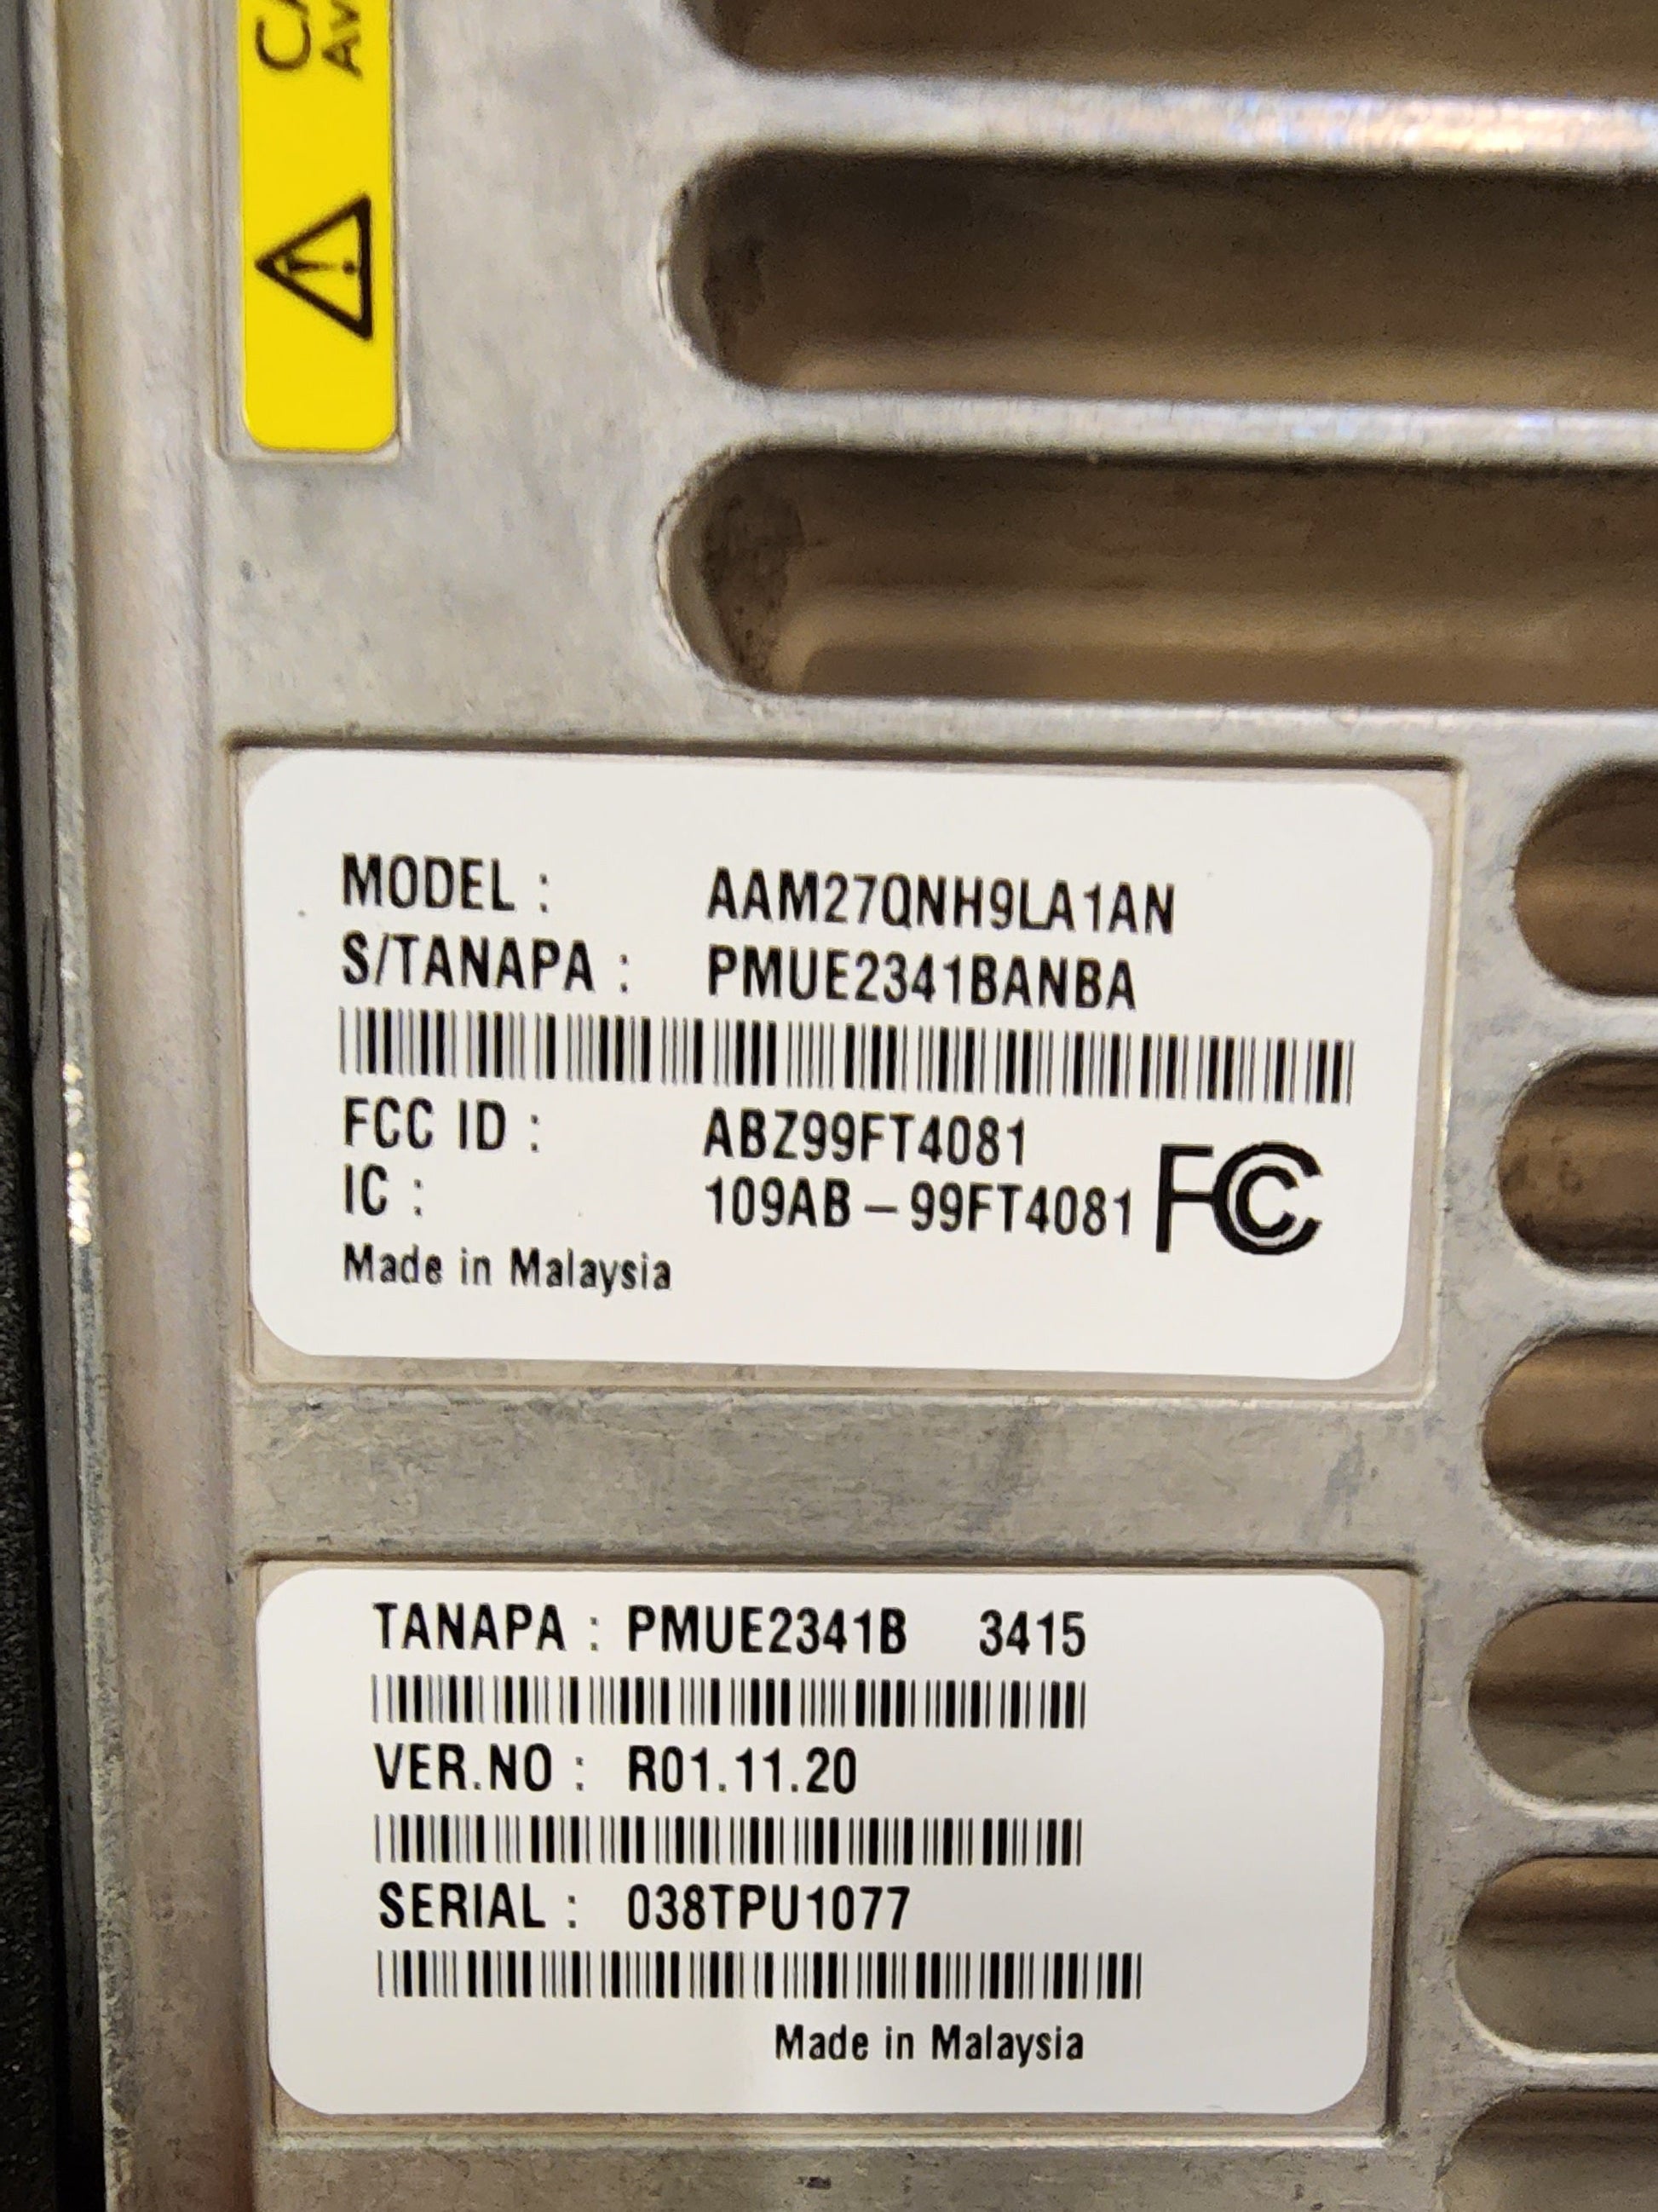 MODEL : AAM27QNH9LA1AN
S/TANAPA : PMUE2341BANBA
FCC ID : ABZ99FT4081
IC : 109AB – 99FT4081 FC
Made in Malaysia
TANAPA : PMUE2341B 3415
VER.NO : R01.11.20
SERIAL : 038TPU1077
Made in Malaysia